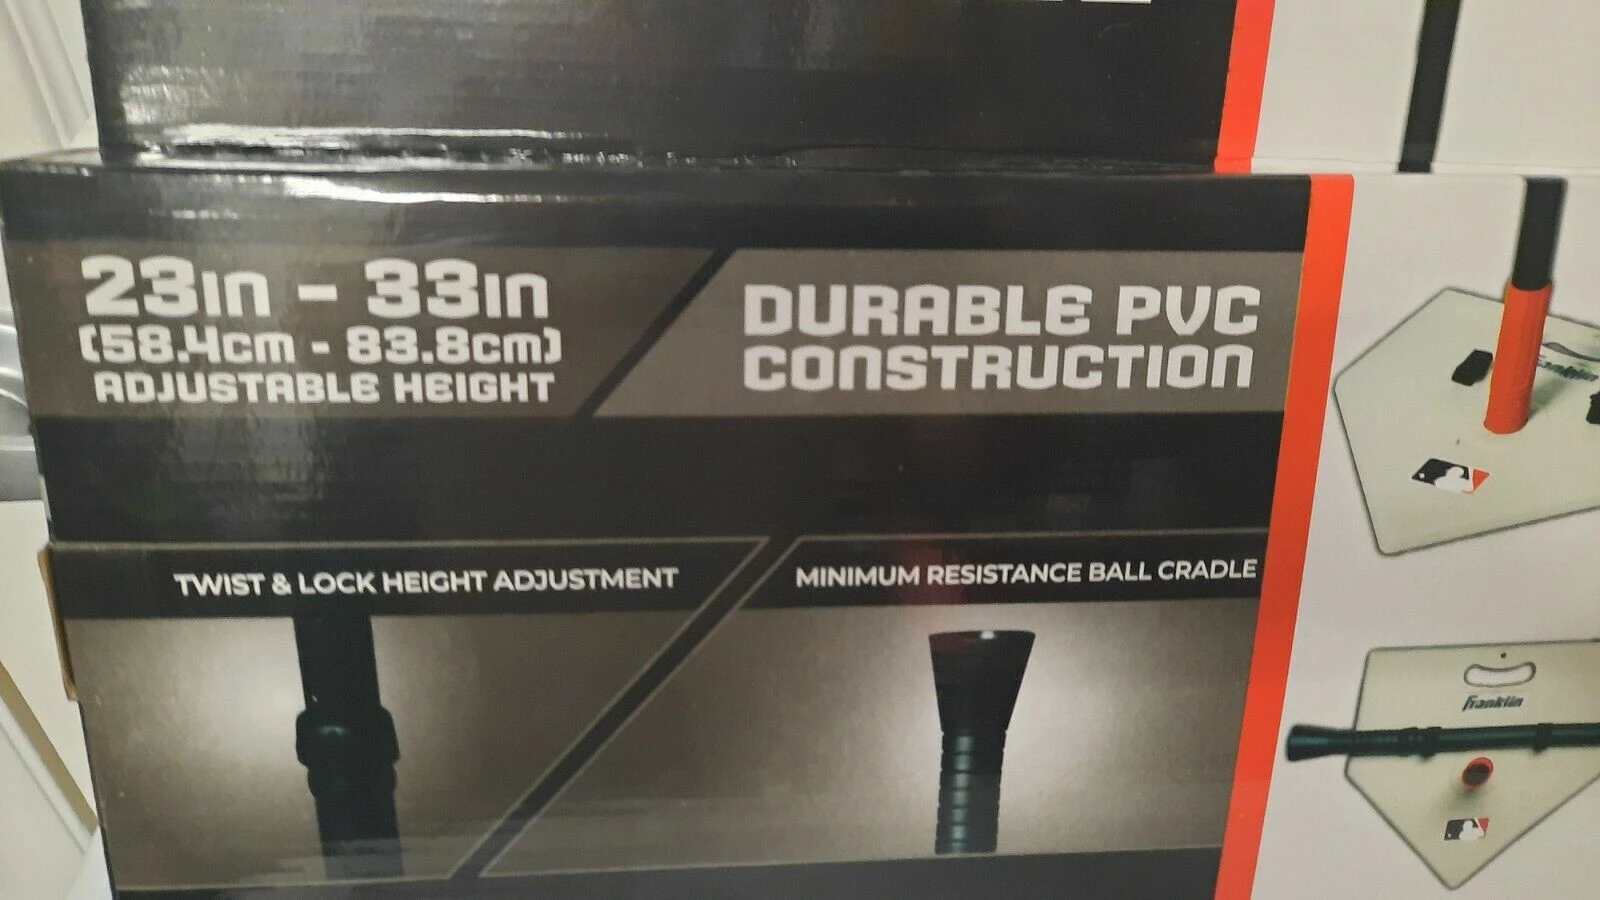 23in - 33in
(58.4cm - 83.8cm)
ADJUSTABLE HEIGHT
DURABLE PVC
CONSTRUCTION
TWIST & LOCK HEIGHT ADJUSTMENT
MINIMUM RESISTANCE BALL CRADLE
Franklin
Franklin